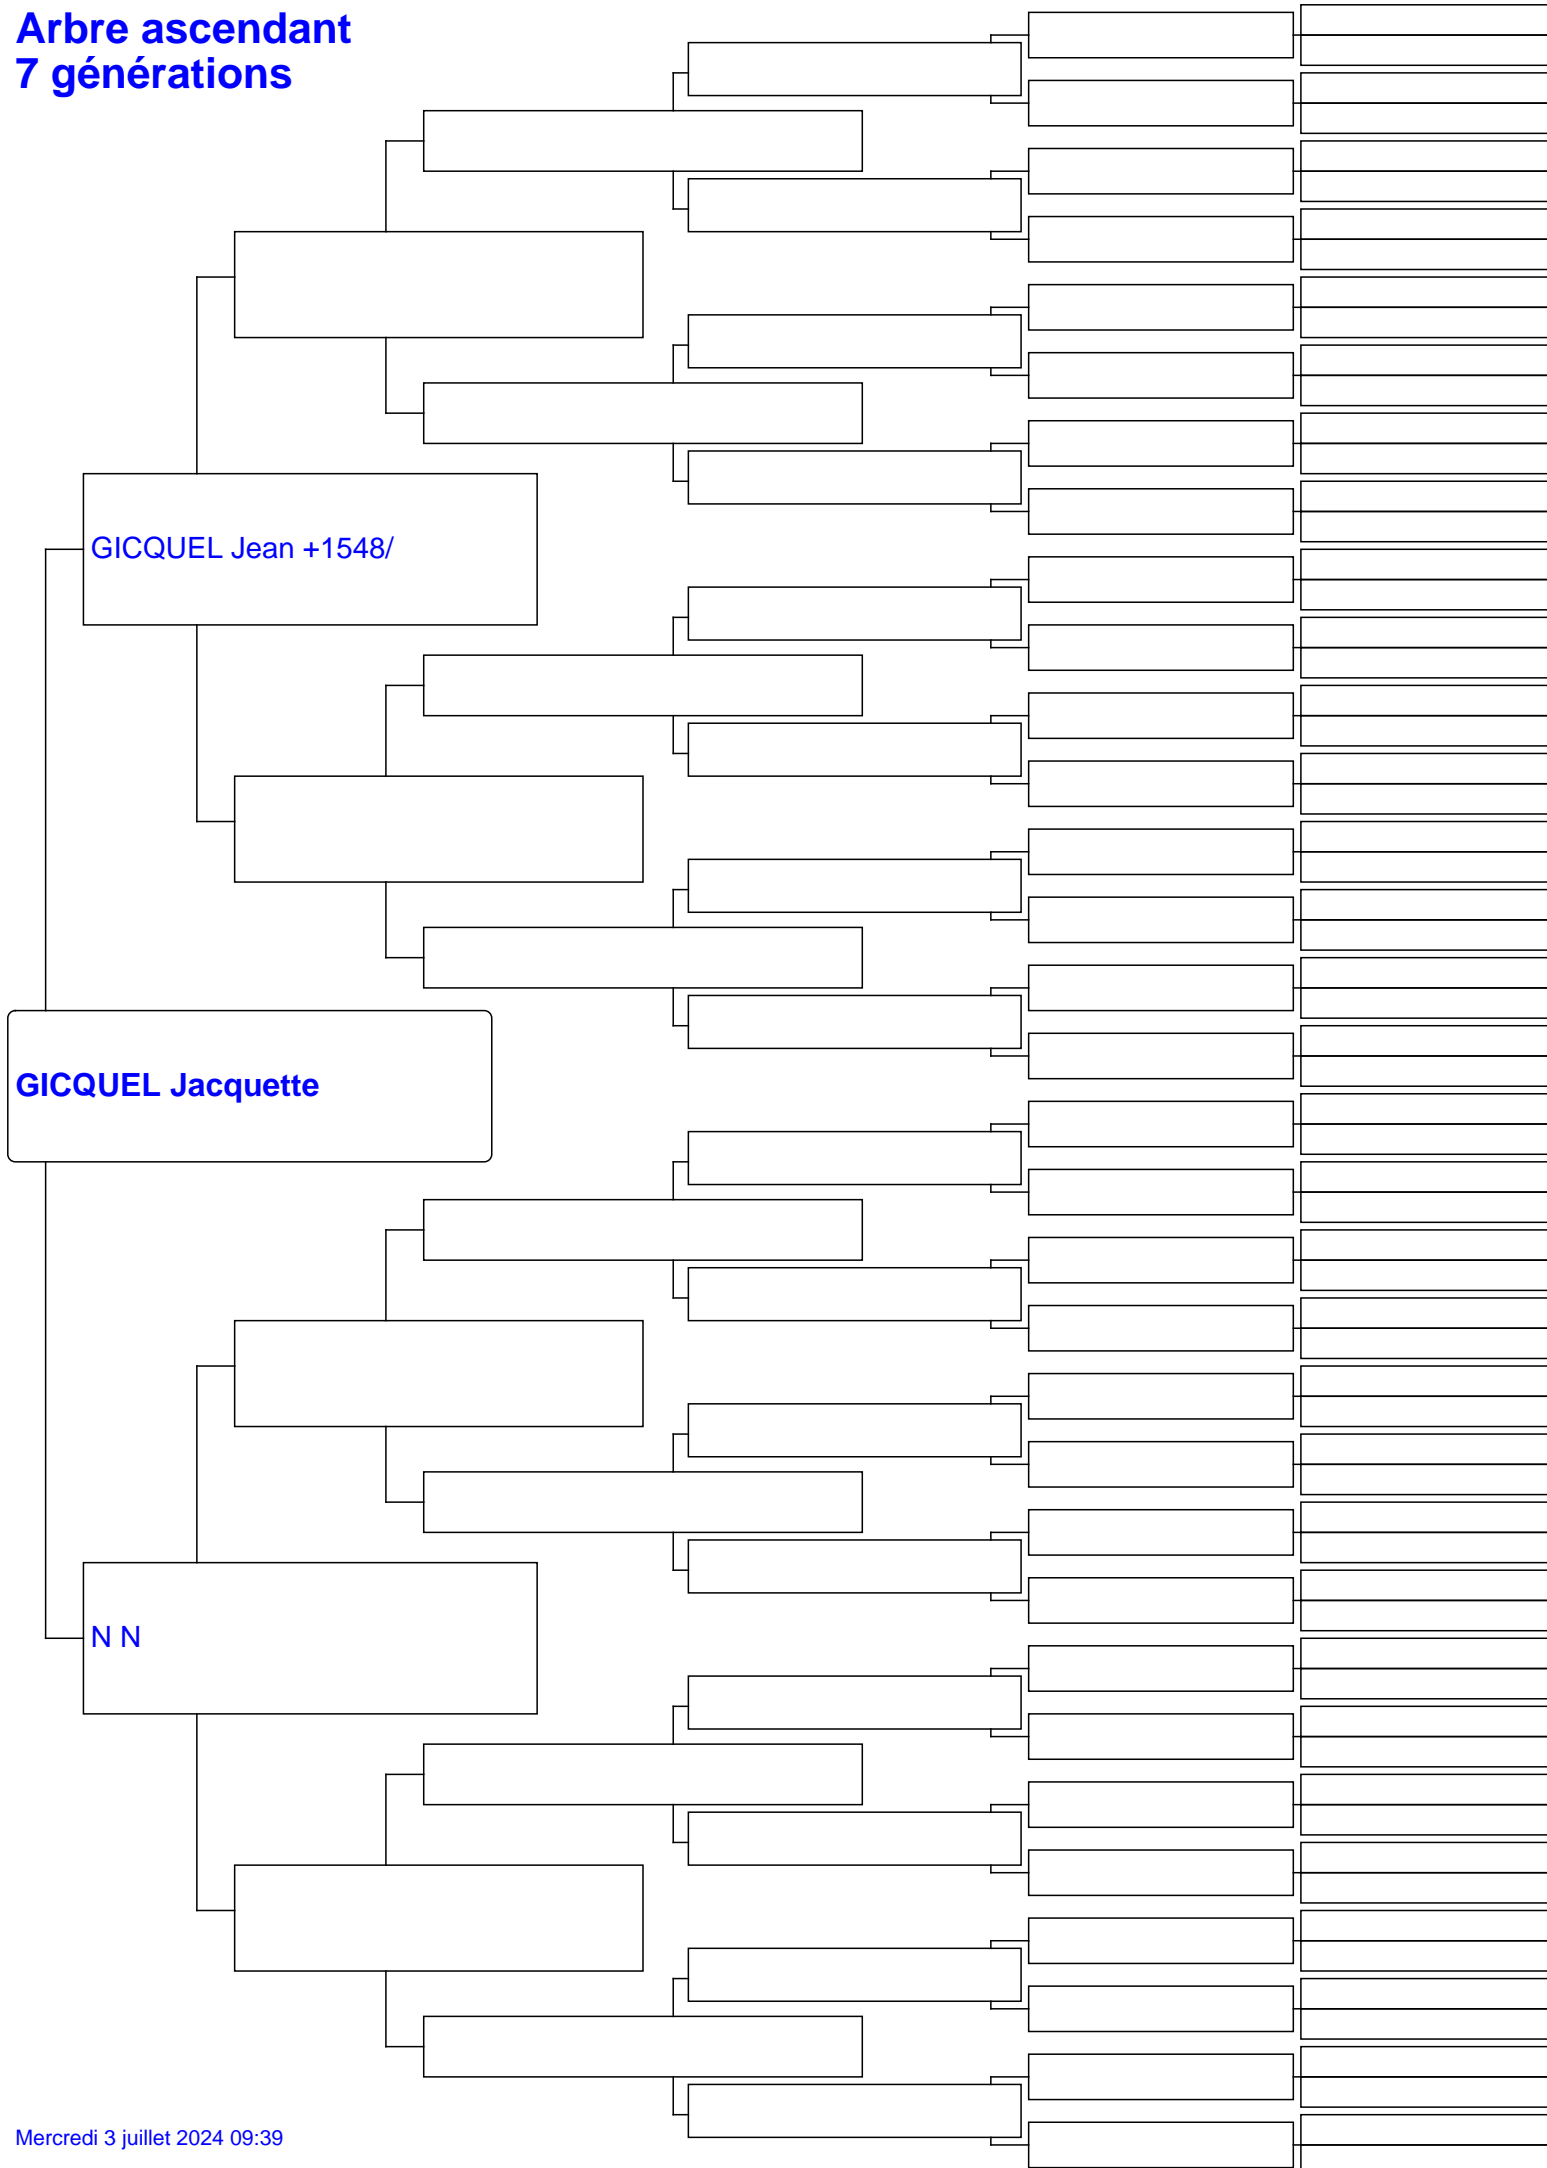 Arbre ascendant
7 générations
GICQUEL Jean +1548/
GICQUEL Jacquette
N N
Mercredi 3 juillet 2024 09:39